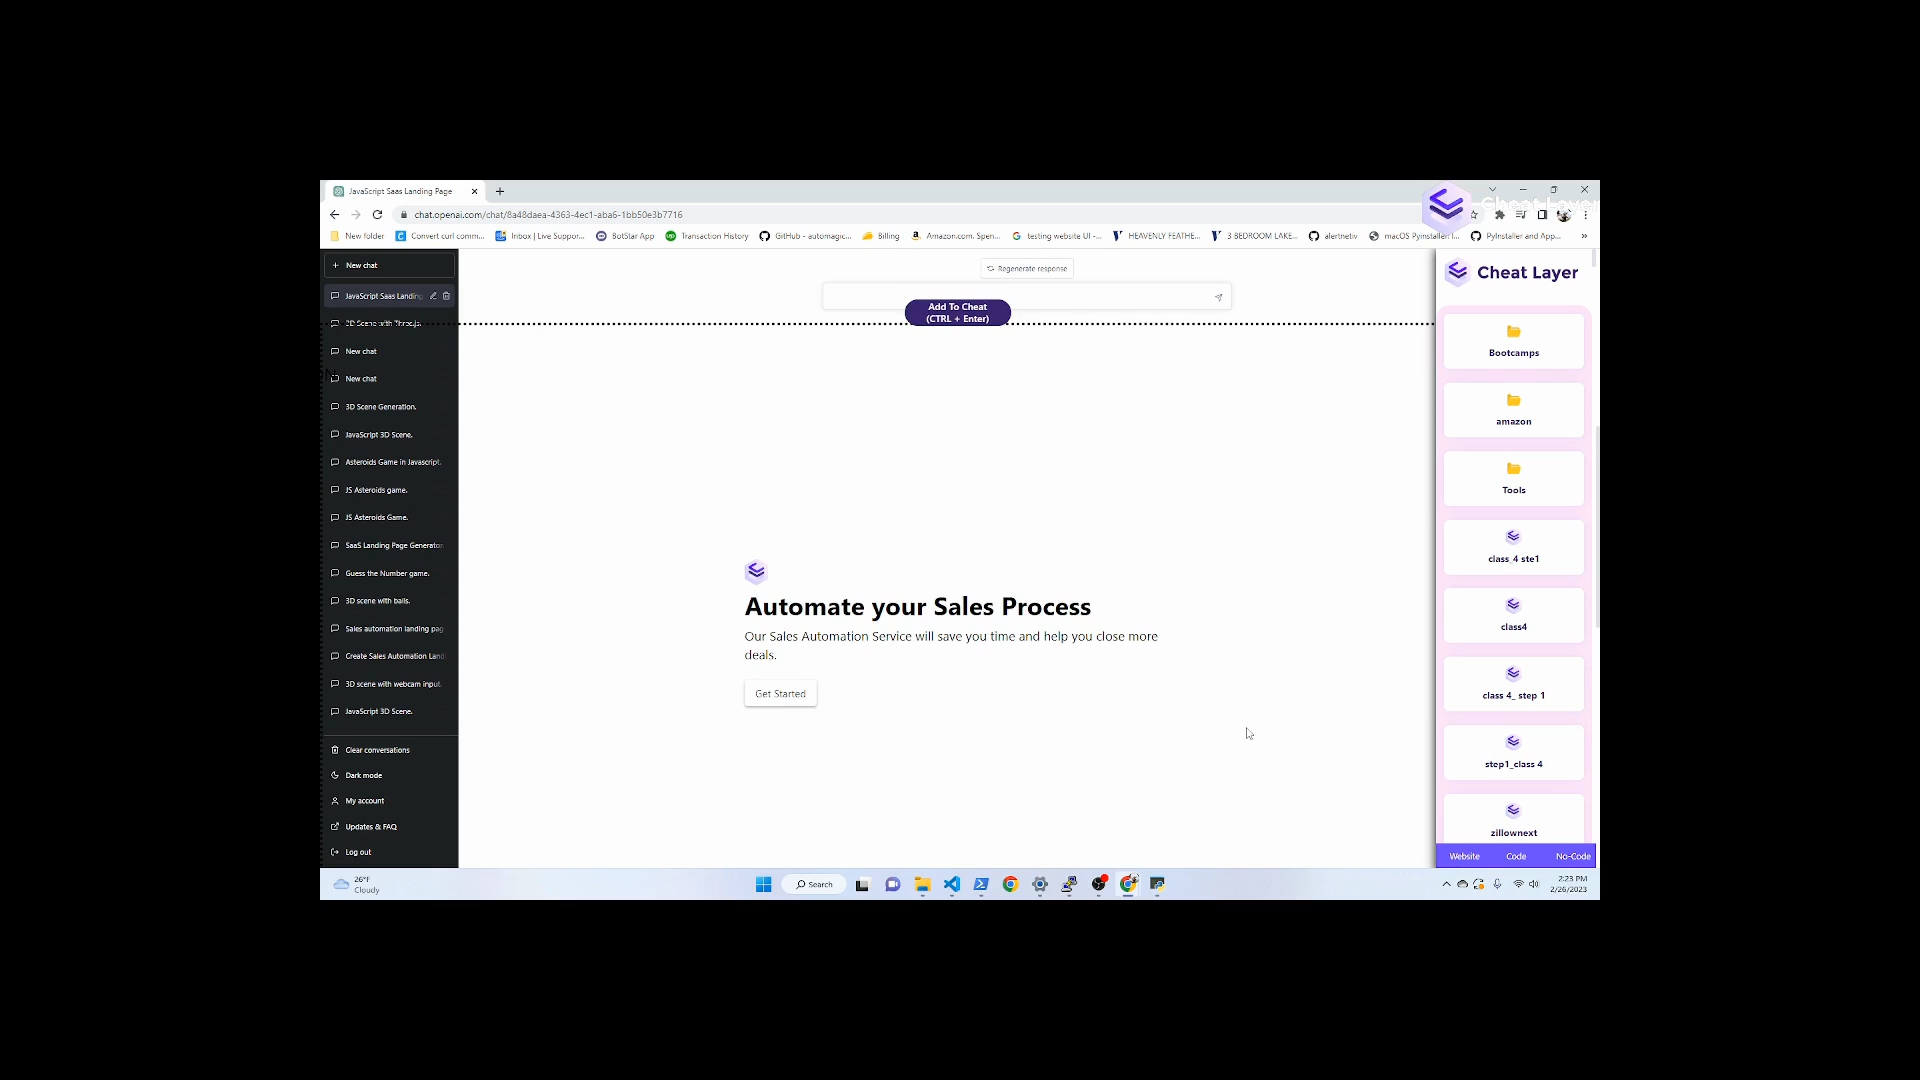 JavaScript Saas Landing Page
chat.openai.com/chat/8a48daea-4363-4ec1-aba6-1bb50e3b7716
New folder
Convert curl comm...
Inbox | Live Suppor...
BotStar App
Transaction History
GitHub - automagic...
Billing
Amazon.com. Spen...
testing website UI -...
HEAVENLY FEATHE...
3 BEDROOM LAKE...
alertnetiv
macOS Pyinstaller...
PyInstaller and App...
»
New chat
JavaScript Saas Landing
3D Scene with Three.js.
New chat
New chat
3D Scene Generation.
JavaScript 3D Scene.
Asteroids Game in Javascript.
JS Asteroids game.
JS Asteroids Game.
SaaS Landing Page Generator
Guess the Number game.
3D scene with balls.
Sales automation landing pag
Create Sales Automation Land
3D scene with webcam input.
JavaScript 3D Scene.
Clear conversations
Dark mode
My account
Updates & FAQ
Log out
Regenerate response
Add To Cheat
(CTRL + Enter)
Automate your Sales Process
Our Sales Automation Service will save you time and help you close more
deals.
Get Started
Cheat Layer
Cheat Layer
Bootcamps
amazon
Tools
class_4 ste1
class4
class 4_ step 1
step1_class 4
zillownext
Website
Code
No-Code
26°F
Cloudy
Search
2:23 PM
2/26/2023